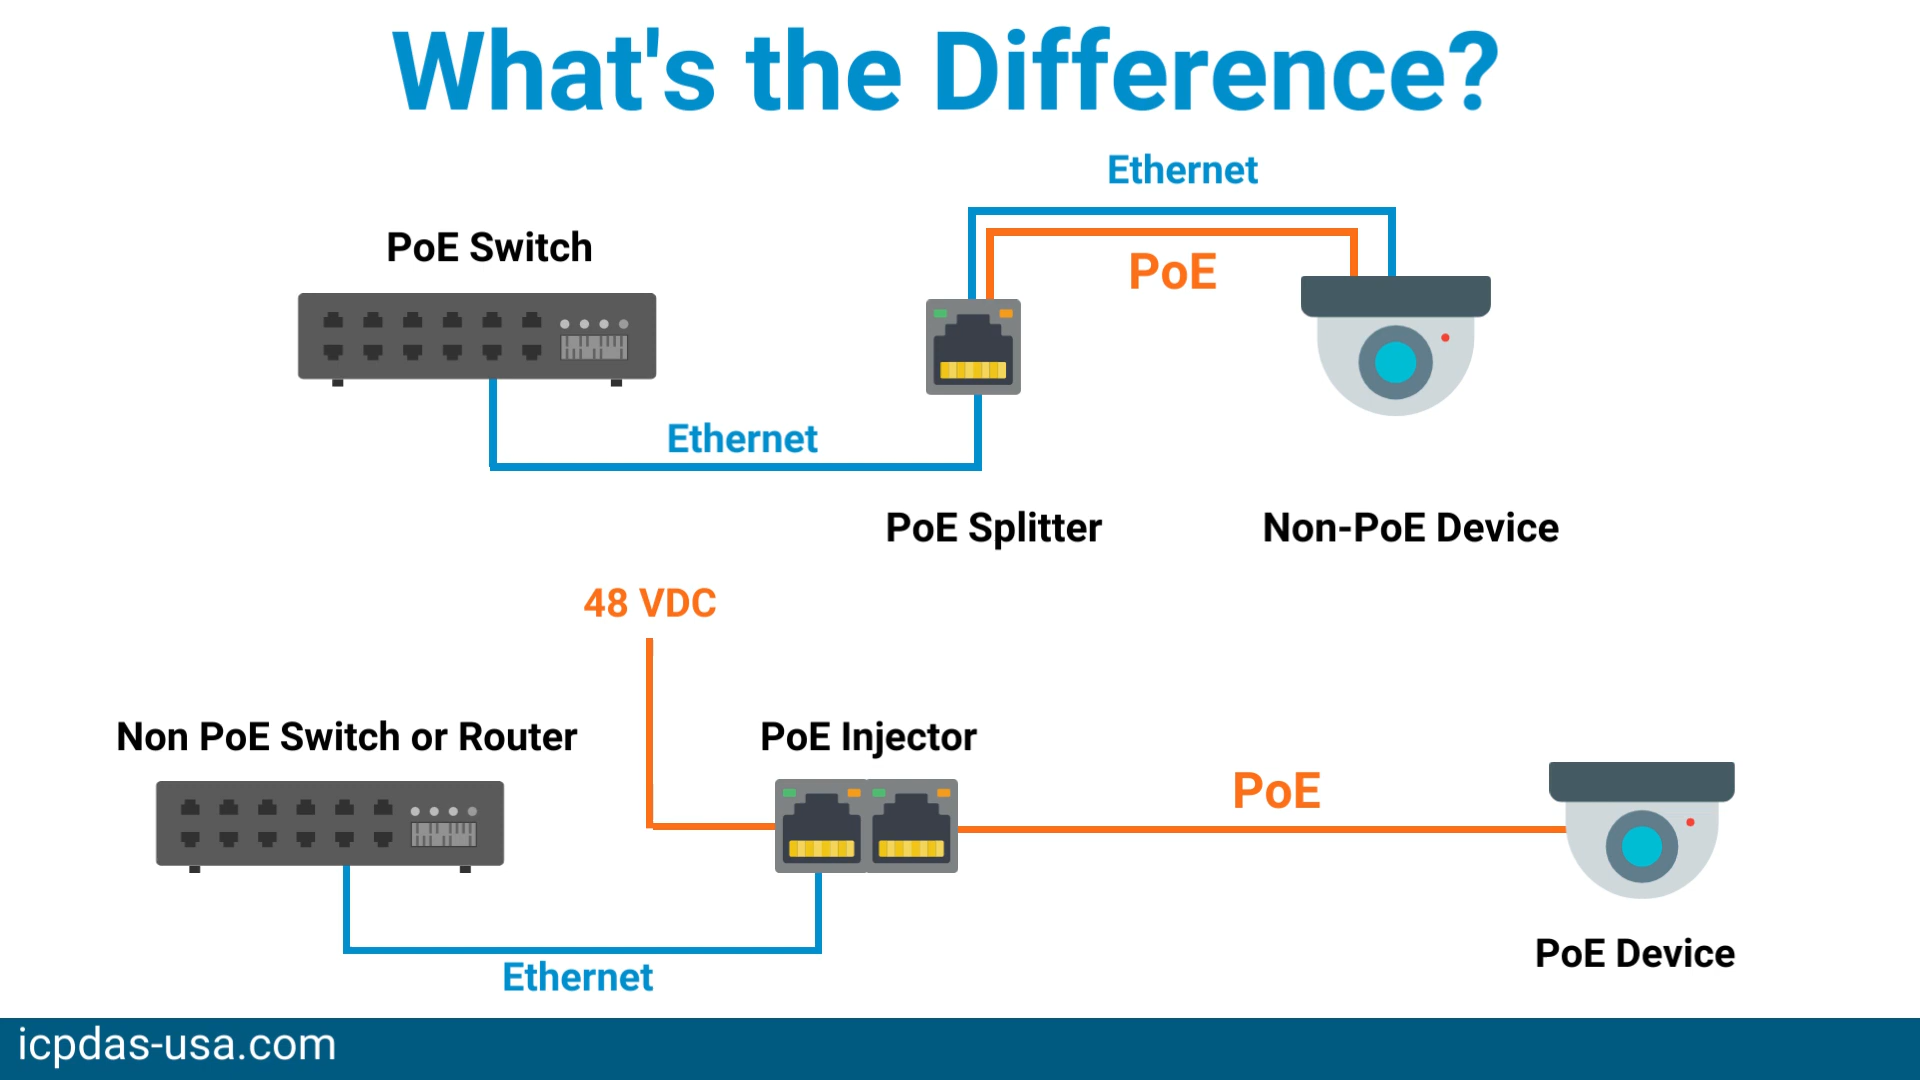 What's the Difference?
Ethernet
PoE Switch
PoE
Ethernet
PoE Splitter
Non-PoE Device
48 VDC
Non PoE Switch or Router
PoE Injector
PoE
PoE Device
Ethernet
icpdas-usa.com